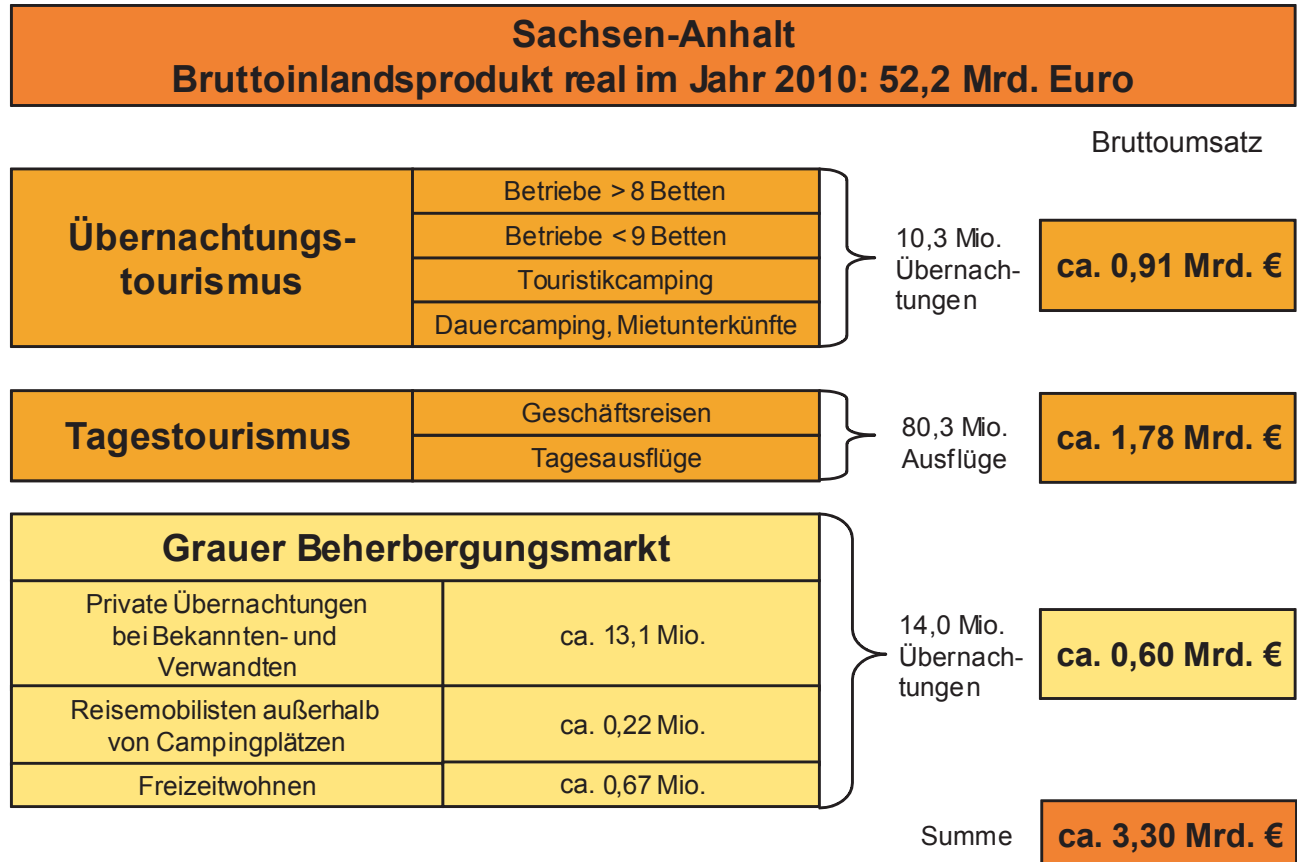 Sachsen-Anhalt
Bruttoinlandsprodukt real im Jahr 2010: 52,2 Mrd. Euro
Bruttoumsatz
Übernachtungs-
tourismus
Betriebe > 8 Betten
Betriebe < 9 Betten
Touristikcamping
Dauercamping, Mietunterkünfte
10,3 Mio.
Übernach-
tungen
ca. 0,91 Mrd. €
Tagestourismus
Geschäftsreisen
Tagesausflüge
80,3 Mio.
Ausflüge
ca. 1,78 Mrd. €
Grauer Beherbergungsmarkt
Private Übernachtungen
bei Bekannten- und
Verwandten
ca. 13,1 Mio.
Reisemobilisten außerhalb
von Campingplätzen
ca. 0,22 Mio.
Freizeitwohnen
ca. 0,67 Mio.
14,0 Mio.
Übernach-
tungen
ca. 0,60 Mrd. €
Summe
ca. 3,30 Mrd. €